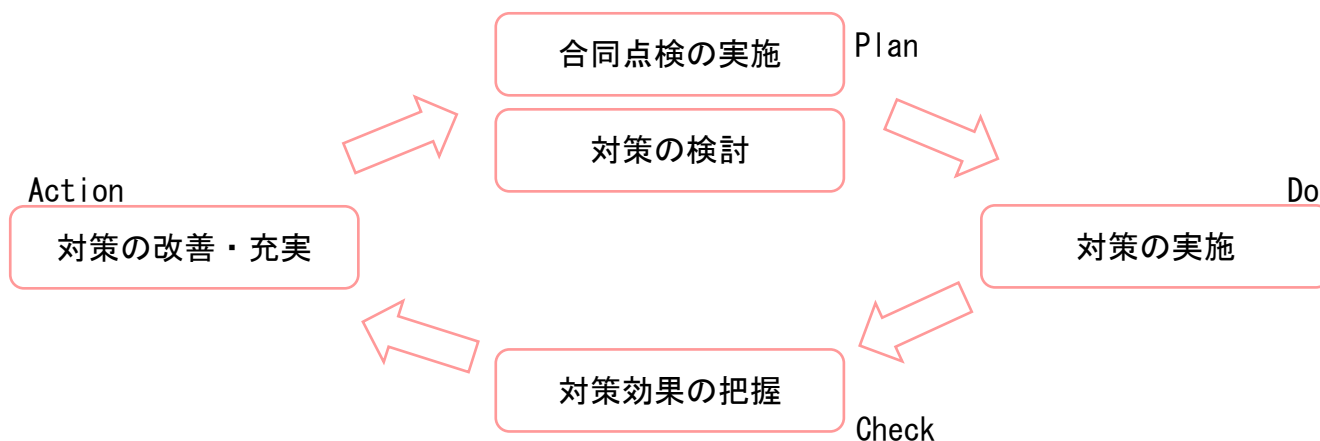 合同点検の実施
Plan
対策の検討
Action
Do
対策の改善・充実
対策の実施
対策効果の把握
Check